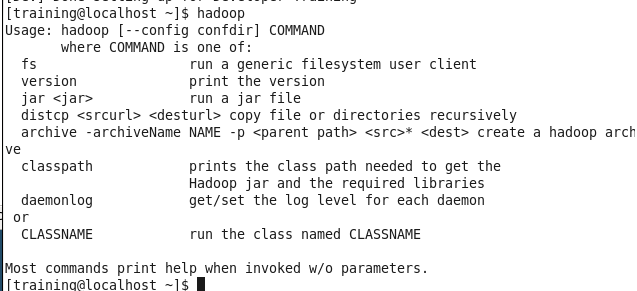 [training@localhost ~]$ hadoop
Usage: hadoop [--config confdir] COMMAND
       where COMMAND is one of:
  fs                   run a generic filesystem user client
  version              print the version
  jar <jar>            run a jar file
  distcp <srcurl> <desturl> copy file or directories recursively
  archive -archiveName NAME -p <parent path> <src>* <dest> create a hadoop arch
ve
  classpath            prints the class path needed to get the
                       Hadoop jar and the required libraries
  daemonlog            get/set the log level for each daemon
 or
  CLASSNAME            run the class named CLASSNAME
Most commands print help when invoked w/o parameters.
[training@localhost ~]$